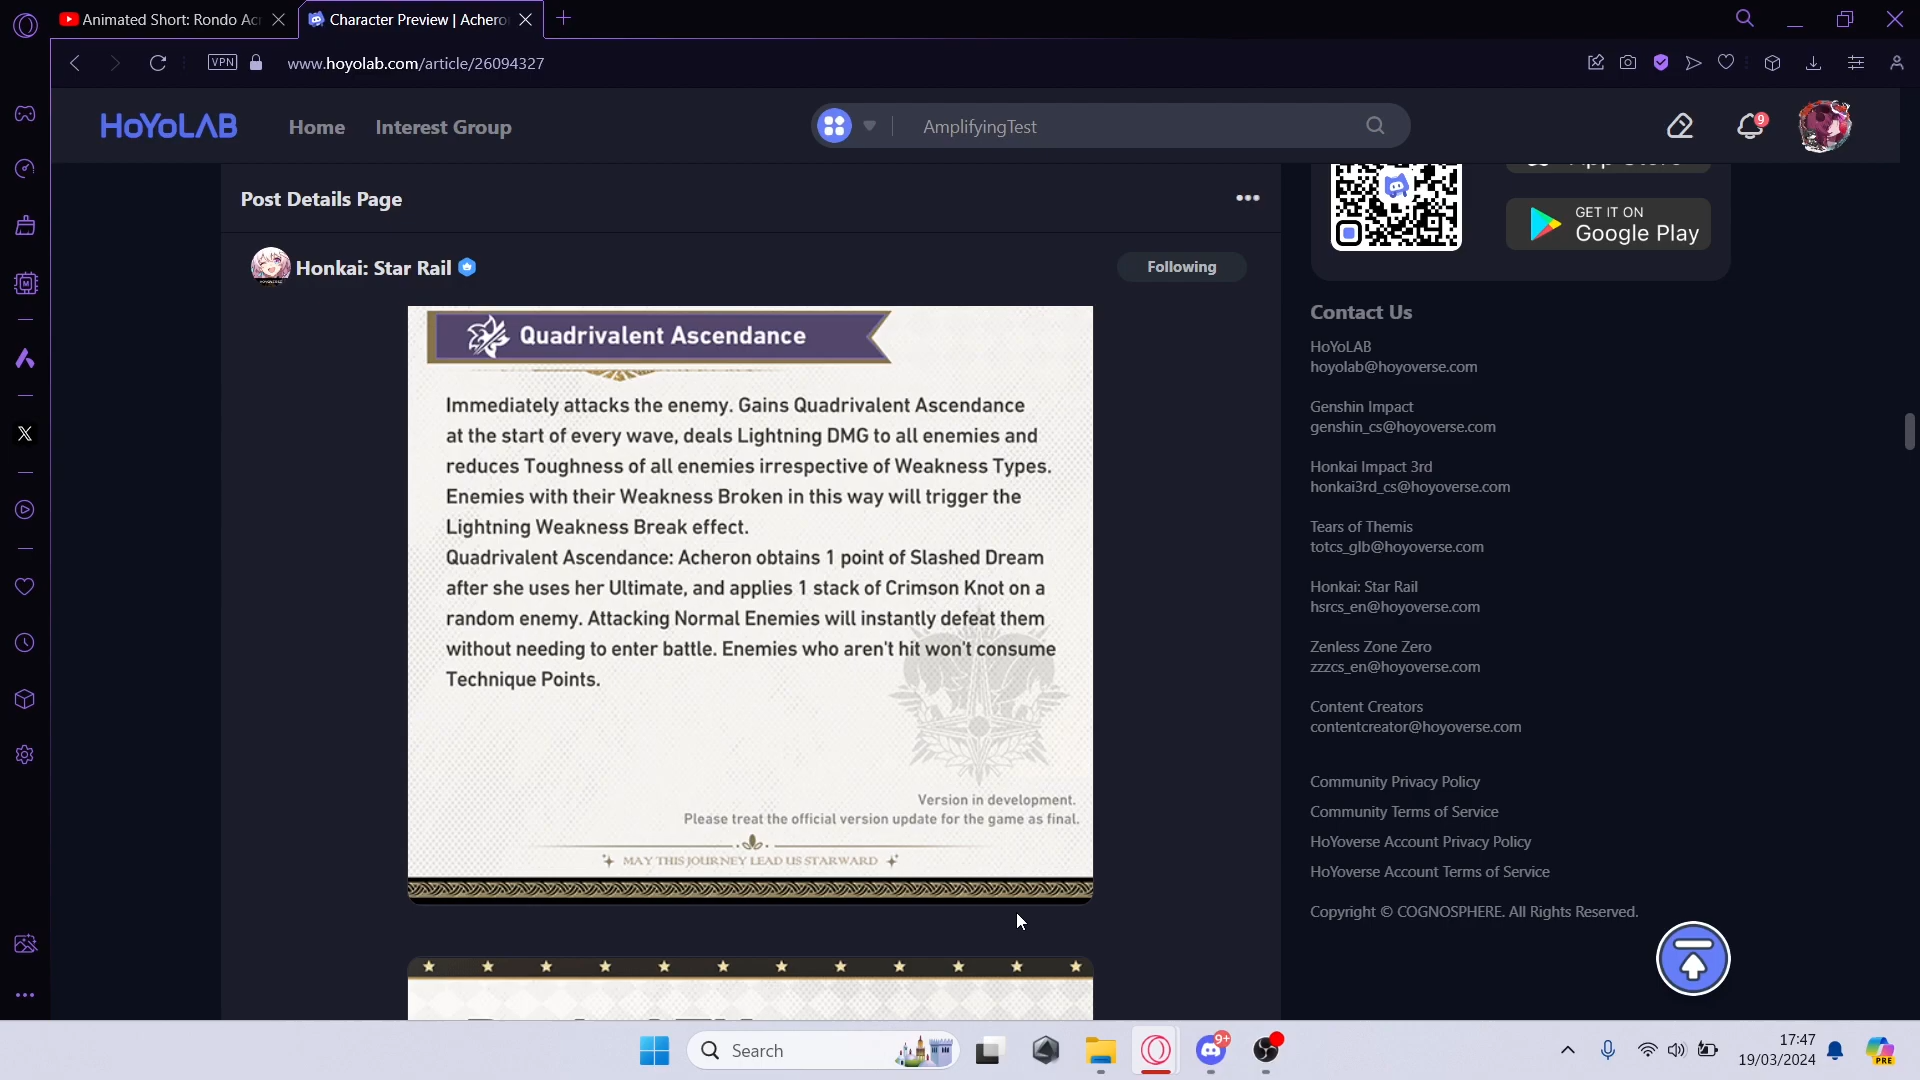 Animated Short: Rondo Ac
Character Preview | Achero
VPN
www.hoyolab.com/article/26094327
HoYoLAB
Home
Interest Group
AmplifyingTest
9
Post Details Page
GET IT ON
Google Play
Honkai: Star Rail
Following
Quadrivalent Ascendance
Immediately attacks the enemy. Gains Quadrivalent Ascendance
at the start of every wave, deals Lightning DMG to all enemies and
reduces Toughness of all enemies irrespective of Weakness Types.
Enemies with their Weakness Broken in this way will trigger the
Lightning Weakness Break effect.
Quadrivalent Ascendance: Acheron obtains 1 point of Slashed Dream
after she uses her Ultimate, and applies 1 stack of Crimson Knot on a
random enemy. Attacking Normal Enemies will instantly defeat them
without needing to enter battle. Enemies who aren't hit won't consume
Technique Points.
Version in development.
Please treat the official version update for the game as final.
MAY THIS JOURNEY LEAD US STARWARD
Contact Us
HoYoLAB
hoyolab@hoyoverse.com
Genshin Impact
genshin_cs@hoyoverse.com
Honkai Impact 3rd
honkai3rd_cs@hoyoverse.com
Tears of Themis
totcs_glb@hoyoverse.com
Honkai: Star Rail
hsrcs_en@hoyoverse.com
Zenless Zone Zero
zzzcs_en@hoyoverse.com
Content Creators
contentcreator@hoyoverse.com
Community Privacy Policy
Community Terms of Service
HoYoverse Account Privacy Policy
HoYoverse Account Terms of Service
Copyright © COGNOSPHERE. All Rights Reserved.
Search
9+
17:47
19/03/2024
PRE